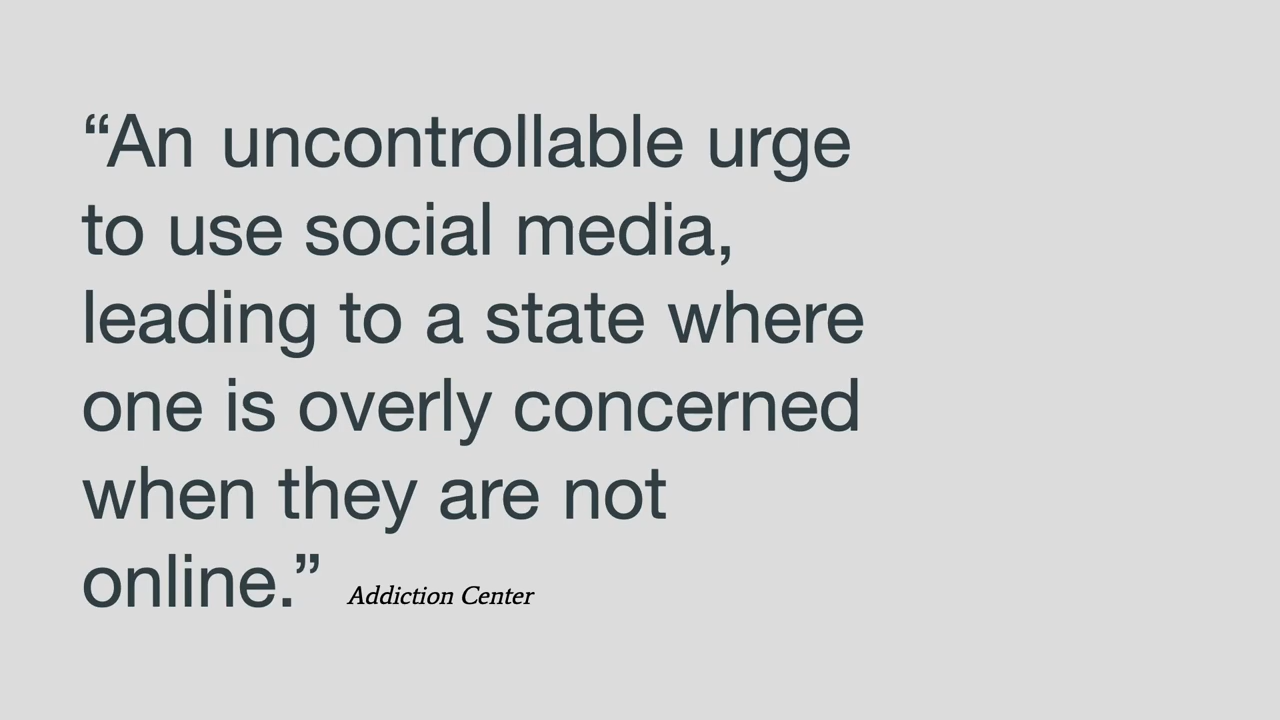 “An uncontrollable urge
to use social media,
leading to a state where
one is overly concerned
when they are not
online.” Addiction Center